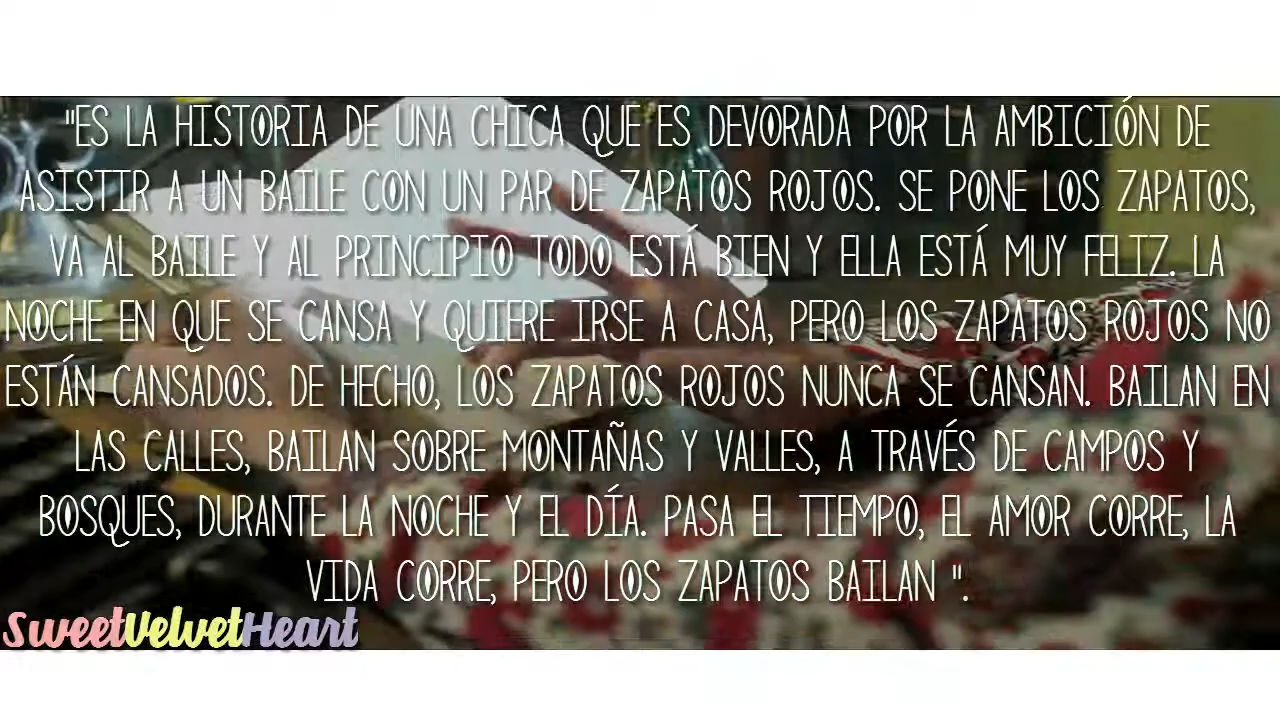 "ES LA HISTORIA DE UNA CHICA QUE ES DEVORADA POR LA AMBICIÓN DE
ASISTIR A UN BAILE CON UN PAR DE ZAPATOS ROJOS. SE PONE LOS ZAPATOS,
VA AL BAILE Y AL PRINCIPIO TODO ESTÁ BIEN Y ELLA ESTÁ MUY FELIZ. LA
NOCHE EN QUE SE CANSA Y QUIERE IRSE A CASA, PERO LOS ZAPATOS ROJOS NO
ESTÁN CANSADOS. DE HECHO, LOS ZAPATOS ROJOS NUNCA SE CANSAN. BAILAN EN
LAS CALLES, BAILAN SOBRE MONTAÑAS Y VALLES, A TRAVÉS DE CAMPOS Y
BOSQUES, DURANTE LA NOCHE Y EL DÍA. PASA EL TIEMPO, EL AMOR CORRE, LA
VIDA CORRE, PERO LOS ZAPATOS BAILAN ".
SweetVelvetHeart